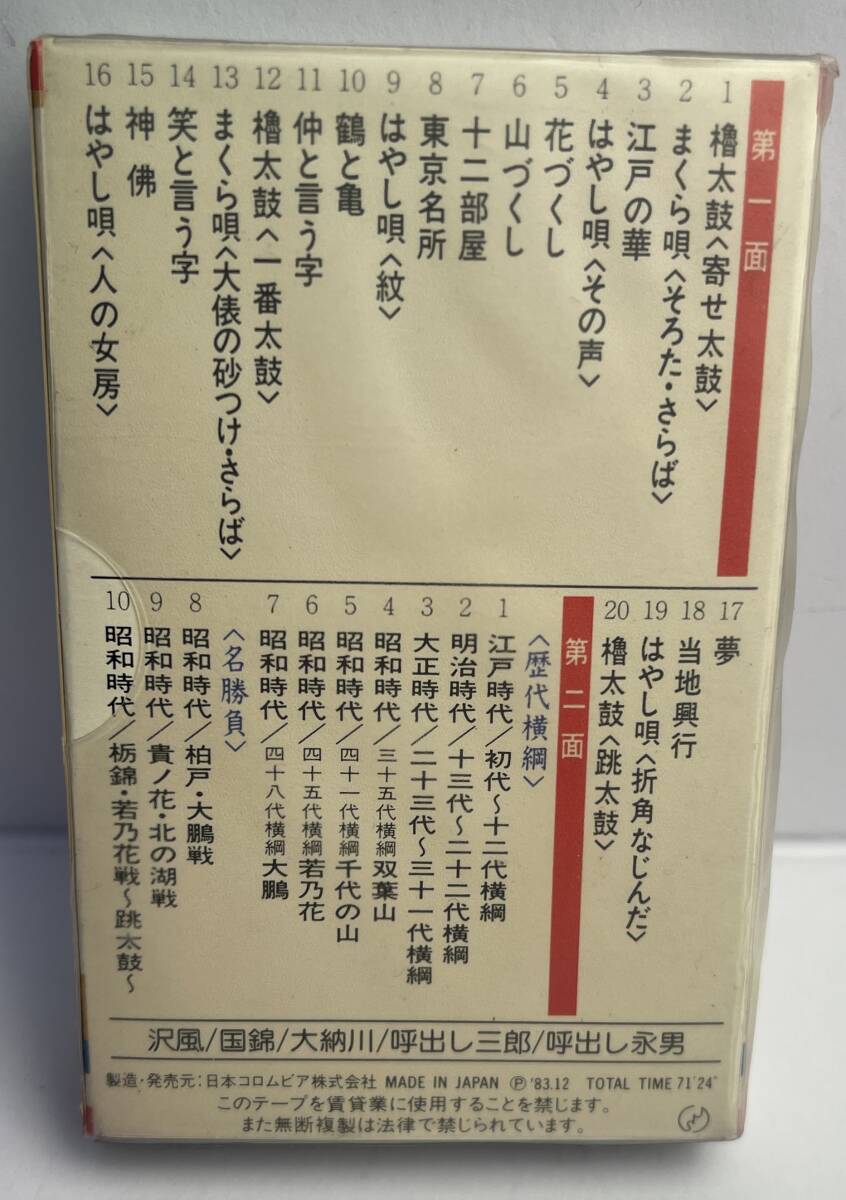 第一面
1 櫓太鼓〈寄せ太鼓〉
2 まくら唄〈そろた・さらば〉
3 江戸の華
4 はやし唄〈その声〉
5 花づくし
6 山づくし
7 十二部屋
8 東京名所
9 はやし唄〈紋〉
10 鶴と亀
11 仲と言う字
12 櫓太鼓〈一番太鼓〉
13 まくら唄〈大俵の砂つけ・さらば〉
14 笑と言う字
15 神佛
16 はやし唄〈人の女房〉
17 夢
18 当地興行
19 はやし唄〈折角なじんだ〉
20 櫓太鼓〈跳太鼓〉
第二面
〈歴代横綱〉
1 江戸時代/初代～十二代横綱
2 明治時代/十三代～二十二代横綱
3 大正時代/二十三代～三十一代横綱
4 昭和時代/三十五代横綱双葉山
5 昭和時代/四十一代横綱千代の山
6 昭和時代/四十五代横綱若乃花
7 昭和時代/四十八代横綱大鵬
〈名勝負〉
8 昭和時代/柏戸・大鵬戦
9 昭和時代/貴ノ花・北の湖戦
10 昭和時代/栃錦・若乃花戦～跳太鼓～
沢風/国錦/大納川/呼出し三郎/呼出し永男
製造・発売元:日本コロムビア株式会社 MADE IN JAPAN Ⓟ '83.12 TOTAL TIME 71'24"
このテープを賃貸業に使用することを禁じます。
また無断複製は法律で禁じられています。